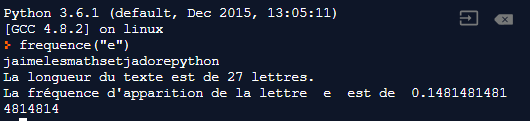 Python 3.6.1 (default, Dec 2015, 13:05:11)
[GCC 4.8.2] on linux
> frequence("e")
jaimelesmathsetjadorepython
La longueur du texte est de 27 lettres.
La fréquence d'apparition de la lettre  e  est de  0.1481481481
4814814